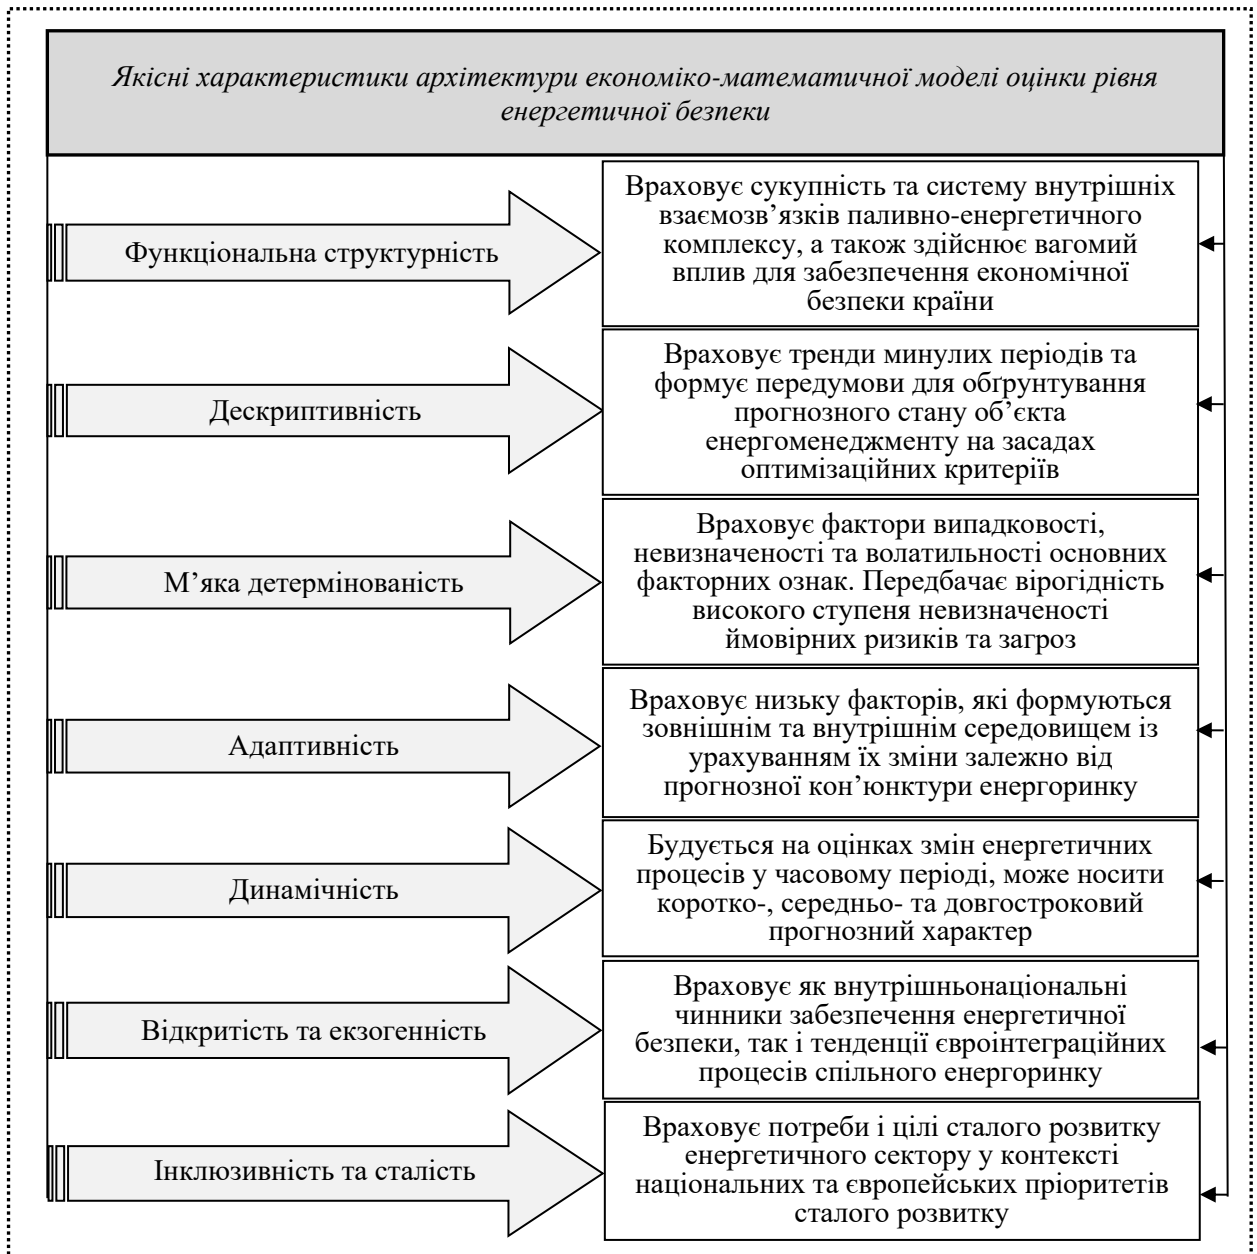 Якісні характеристики архітектури економіко-математичної моделі оцінки рівня
енергетичної безпеки
Функціональна структурність
Враховує сукупність та систему внутрішніх
взаємозв’язків паливно-енергетичного
комплексу, а також здійснює вагомий
вплив для забезпечення економічної
безпеки країни
Дескриптивність
Враховує тренди минулих періодів та
формує передумови для обґрунтування
прогнозного стану об’єкта
енергоменеджменту на засадах
оптимізаційних критеріїв
М’яка детермінованість
Враховує фактори випадковості,
невизначеності та волатильності основних
факторних ознак. Передбачає вірогідність
високого ступеня невизначеності
ймовірних ризиків та загроз
Адаптивність
Враховує низьку факторів, які формуються
зовнішнім та внутрішнім середовищем із
урахуванням їх зміни залежно від
прогнозної кон’юнктури енергоринку
Динамічність
Будується на оцінках змін енергетичних
процесів у часовому періоді, може носити
коротко-, середньо- та довгостроковий
прогнозний характер
Відкритість та екзогенність
Враховує як внутрішньонаціональні
чинники забезпечення енергетичної
безпеки, так і тенденції євроінтеграційних
процесів спільного енергоринку
Інклюзивність та сталість
Враховує потреби і цілі сталого розвитку
енергетичного сектору у контексті
національних та європейських пріоритетів
сталого розвитку